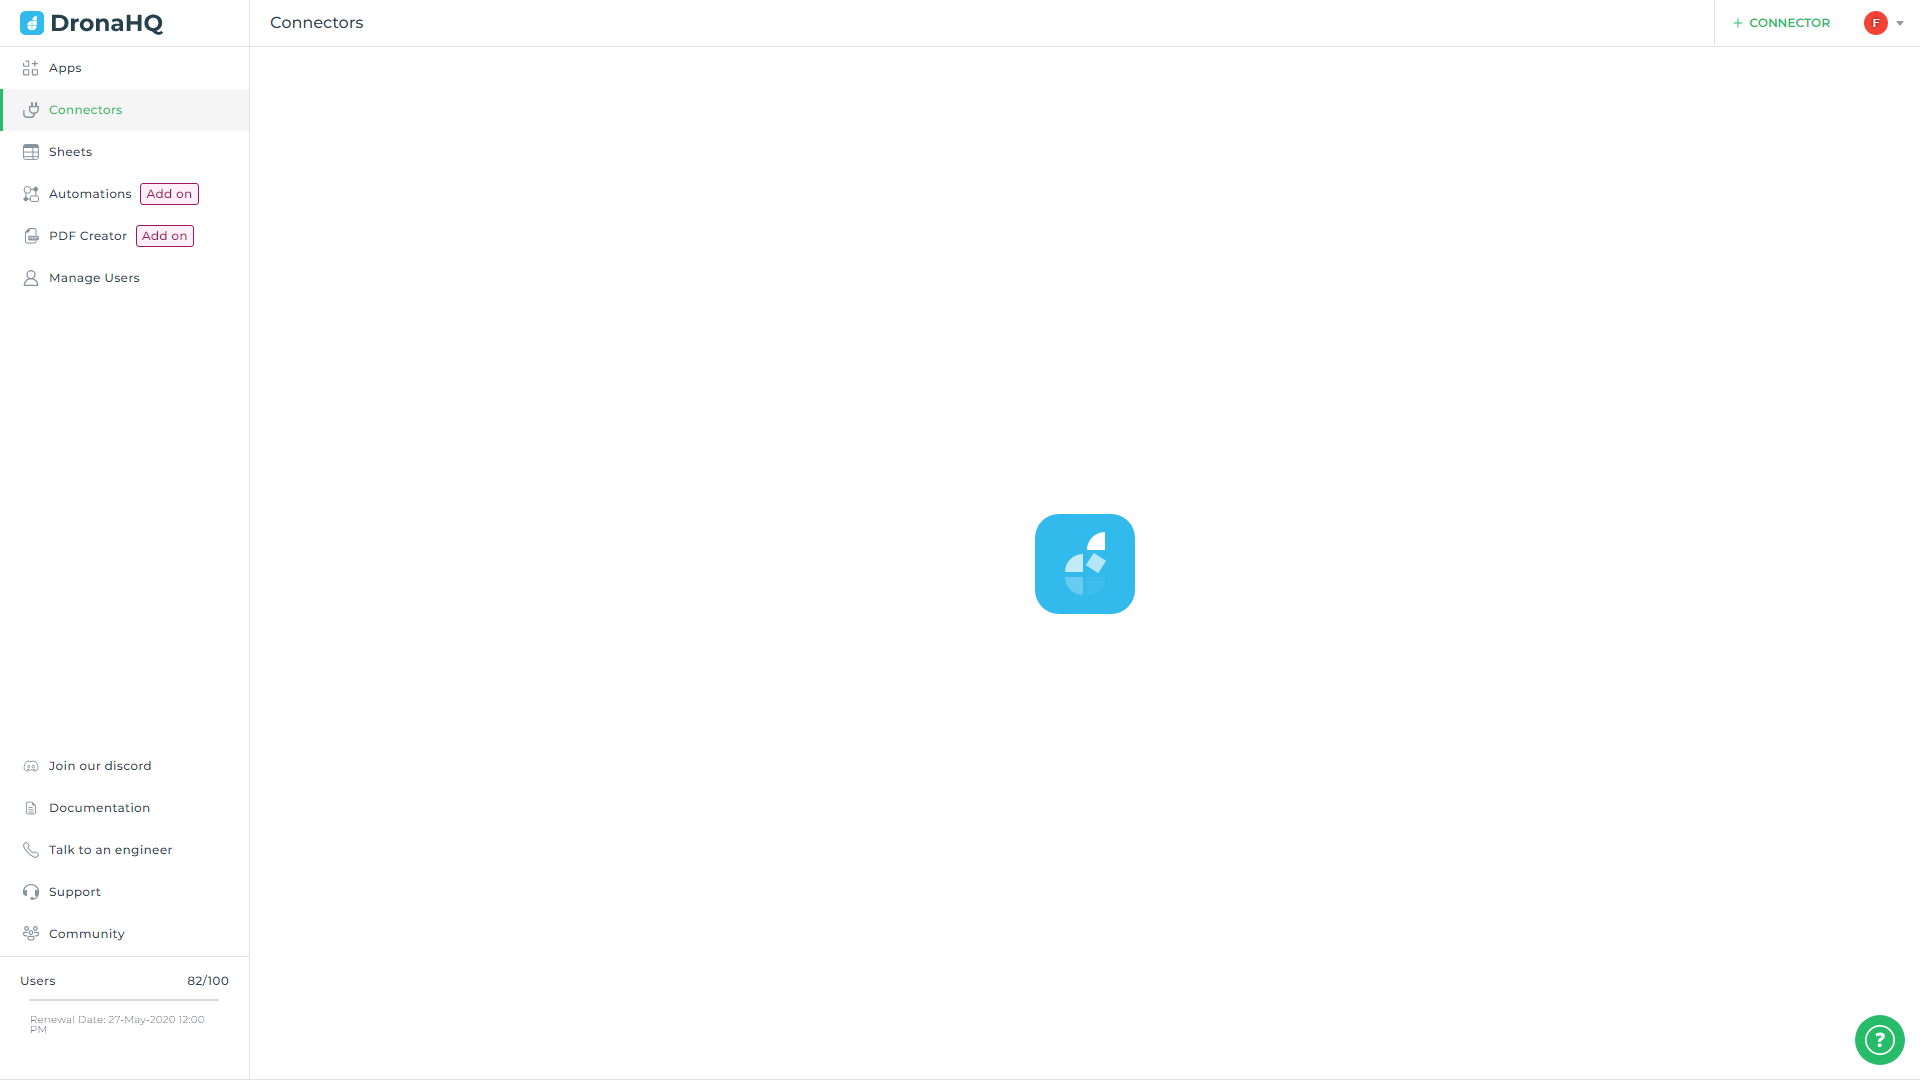 DronaHQ
Connectors
+ CONNECTOR
F
Apps
Connectors
Sheets
Automations Add on
PDF Creator Add on
Manage Users
Join our discord
Documentation
Talk to an engineer
Support
Community
Users 82/100
Renewal Date: 27-May-2020 12:00
PM
?